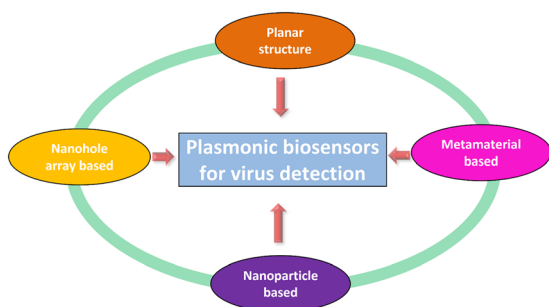 Planar
structure
Nanohole
array based
Plasmonic biosensors
for virus detection
Metamaterial
based
Nanoparticle
based